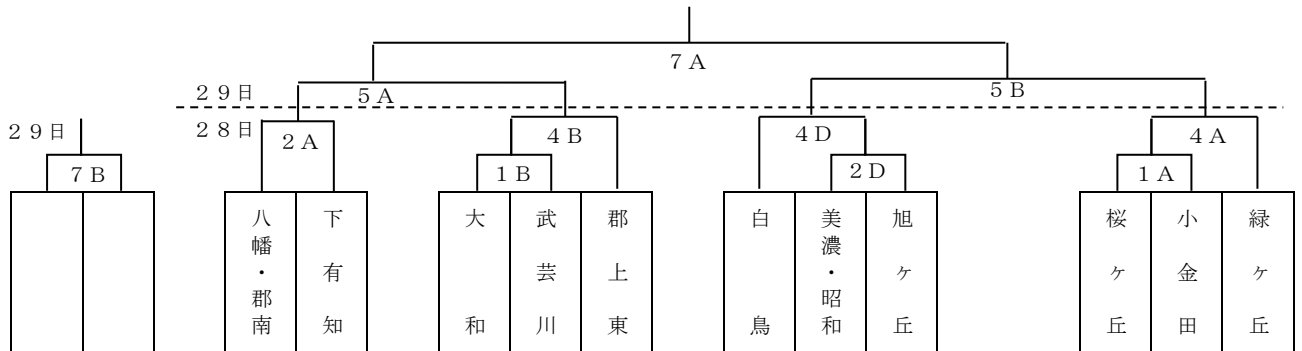 7A
29日
5A
5B
29日
28日
2A
4B
4D
4A
7B
1B
2D
1A
八幡・郡南
下有知
大和
武芸川
郡上東
白鳥
美濃・昭和
旭ヶ丘
桜ヶ丘
小金田
緑ヶ丘